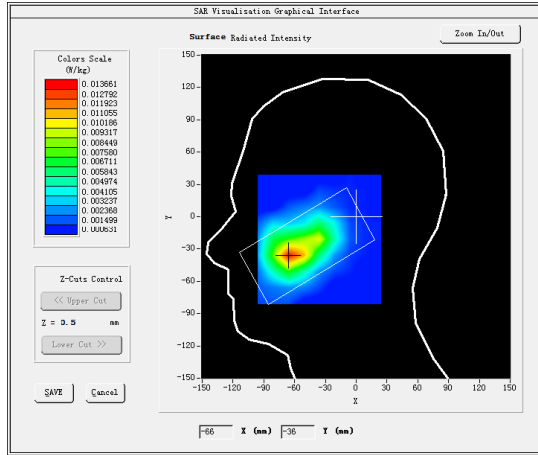 SAR Visualisation Graphical Interface
Surface Radiated Intensity
Zoom In/Out
Colors Scale
(W/kg)
0.013661
0.012792
0.011923
0.011055
0.010186
0.009317
0.008449
0.007580
0.006711
0.005843
0.004974
0.004105
0.003237
0.002368
0.001499
0.000631
Z-Cuts Control
<< Upper Cut
Z = 3.5 mm
Lower Cut >>
SAVE Cancel
150
120
90
60
30
Y 0
-30
-60
-90
-120
-150
-150 -120 -90 -60 -30 0 30 60 90 120 150
X
-66 X (mm) -36 Y (mm)